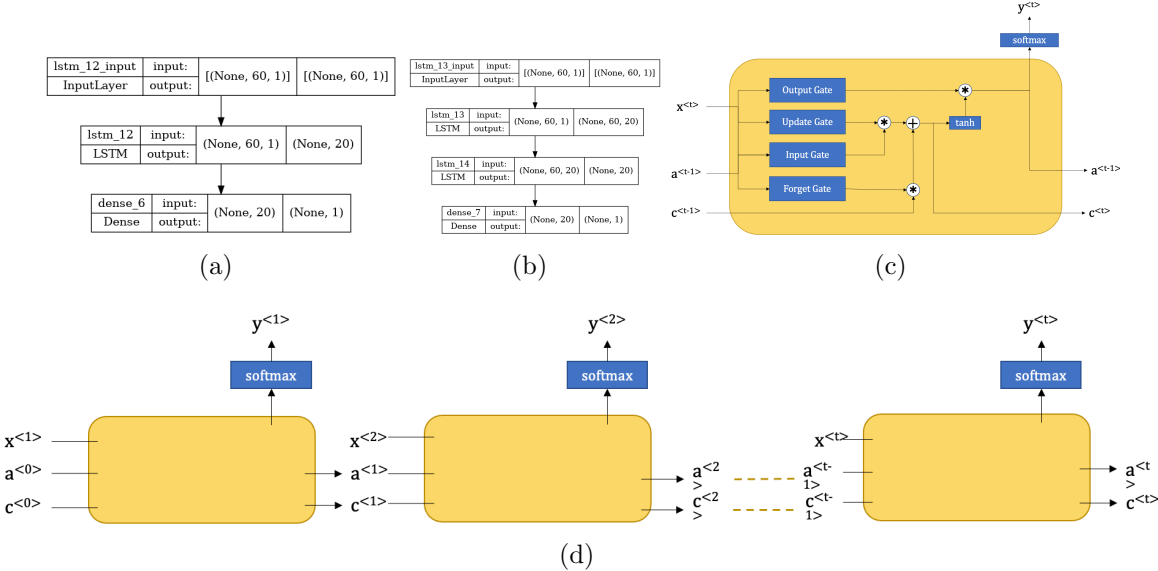 lstm_12_input input: [(None, 60, 1)] [(None, 60, 1)]
InputLayer output:
lstm_12 input: (None, 60, 1) (None, 20)
LSTM output:
dense_6 input: (None, 20) (None, 1)
Dense output:
(a)
lstm_13_input input: [(None, 60, 1)] [(None, 60, 1)]
InputLayer output:
lstm_13 input: (None, 60, 1) (None, 60, 20)
LSTM output:
lstm_14 input: (None, 60, 20) (None, 20)
LSTM output:
dense_7 input: (None, 20) (None, 1)
Dense output:
(b)
y<t>
softmax
Output Gate *
x<t>
Update Gate * + tanh
Input Gate
a<t-1> a<t-1>
Forget Gate *
c<t-1> c<t>
(c)
y<1> y<2> y<t>
softmax softmax softmax
x<1> x<2> x<t>
a<0> a<1> a<2> a<t-1> a<t>
c<0> c<1> c<2> c<t-1> c<t>
(d)